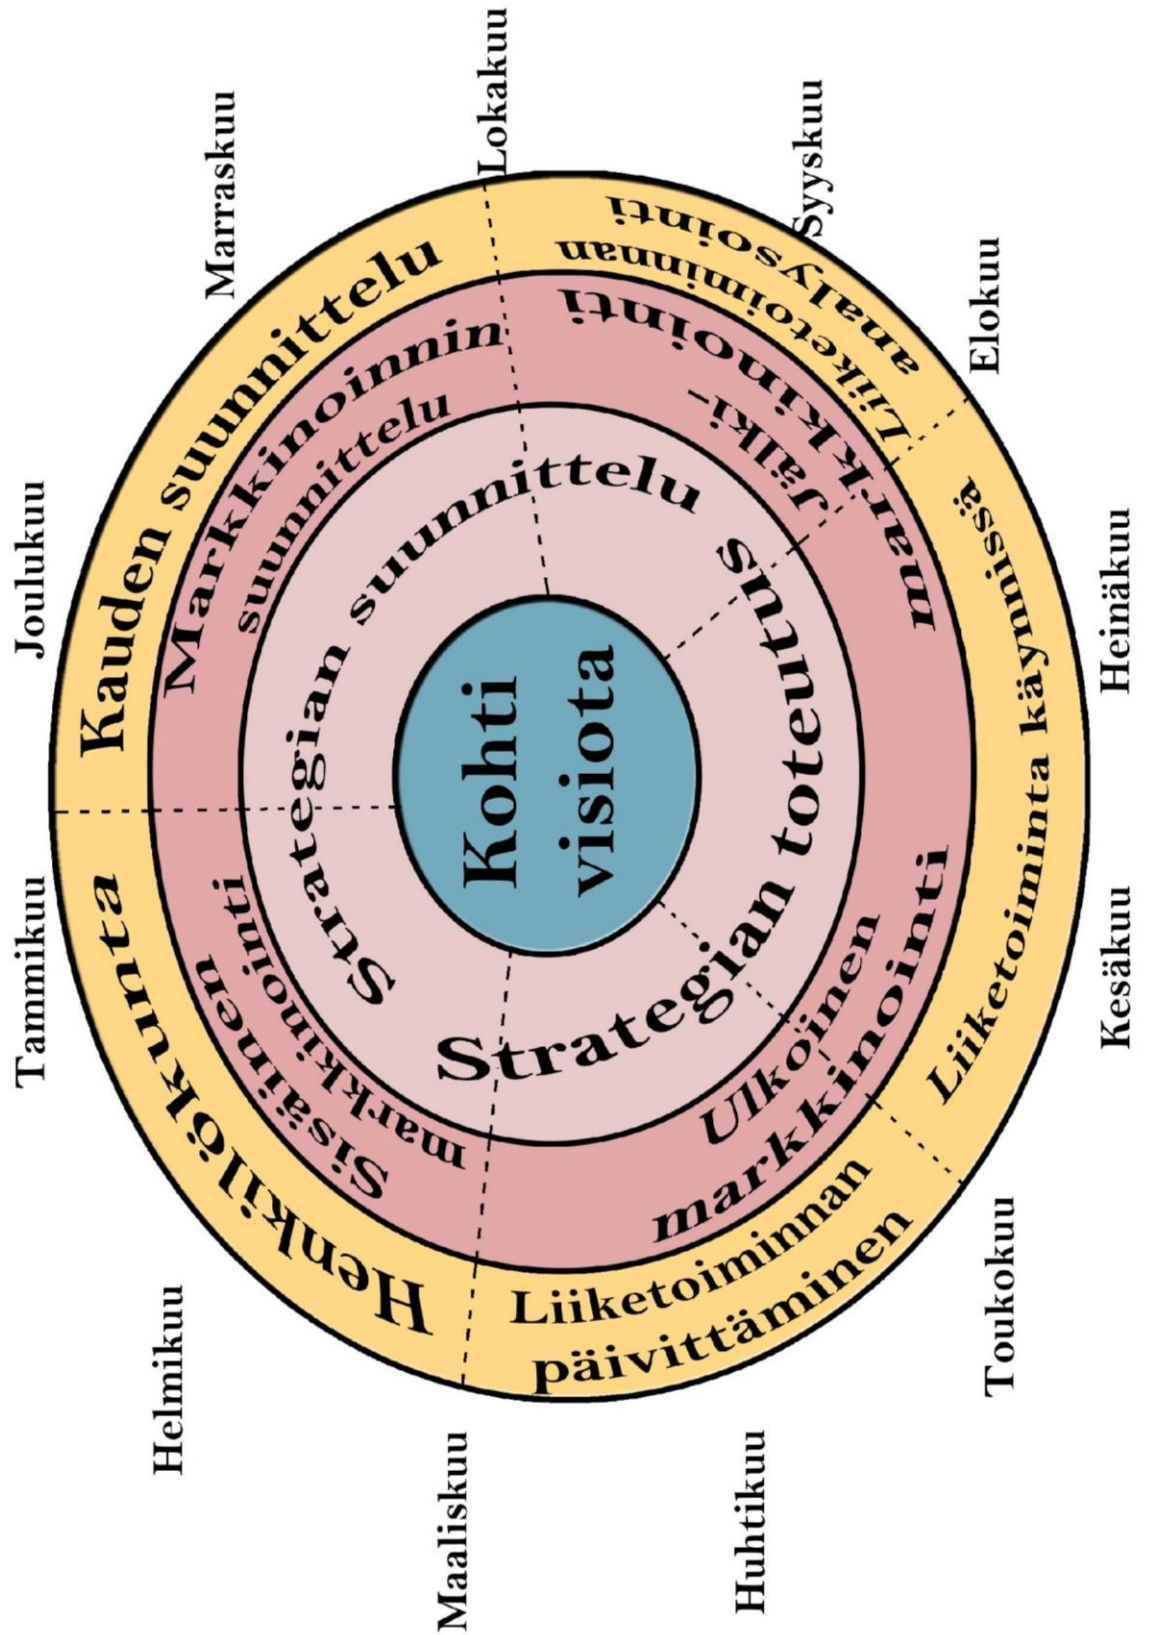 Kohti
visiota
Strategian suunnittelu
Strategian toteutus
Markkinoinnin
suunnittelu
Sisäinen
markkinointi
Ulkoinen
markkinointi
Jälki-
markkinointi
Kauden suunnittelu
Henkilökunta
Liiketoiminnan
päivittäminen
Liiketoiminta käynnissä
Liiketoiminnan
analysointi
Tammikuu
Helmikuu
Maaliskuu
Huhtikuu
Toukokuu
Kesäkuu
Heinäkuu
Elokuu
Syyskuu
Lokakuu
Marraskuu
Joulukuu